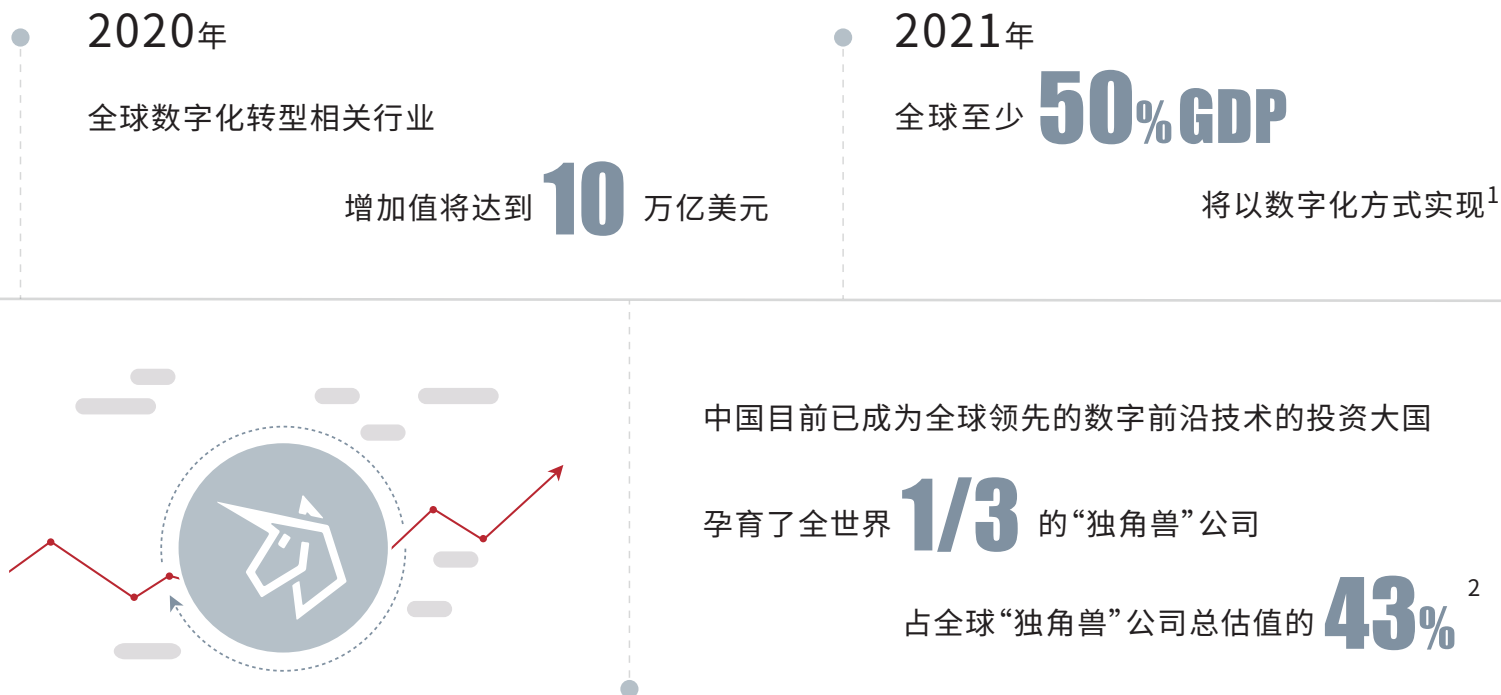 2020年
全球数字化转型相关行业
增加值将达到 10 万亿美元
2021年
全球至少 50% GDP
将以数字化方式实现1
中国目前已成为全球领先的数字前沿技术的投资大国
孕育了全世界 1/3 的“独角兽”公司
占全球“独角兽”公司总估值的 43% 2